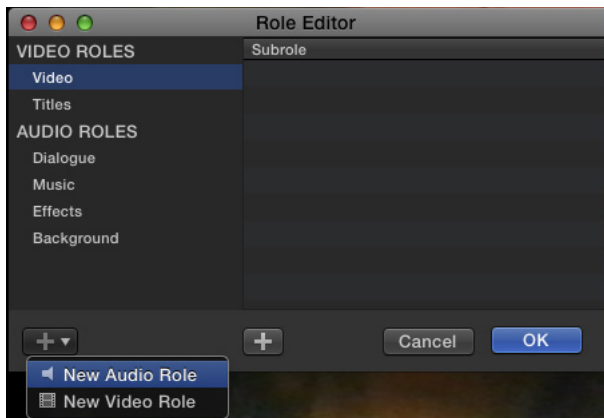 Role Editor
VIDEO ROLES
Subrole
Video
Titles
AUDIO ROLES
Dialogue
Music
Effects
Background
Cancel
OK
New Audio Role
New Video Role